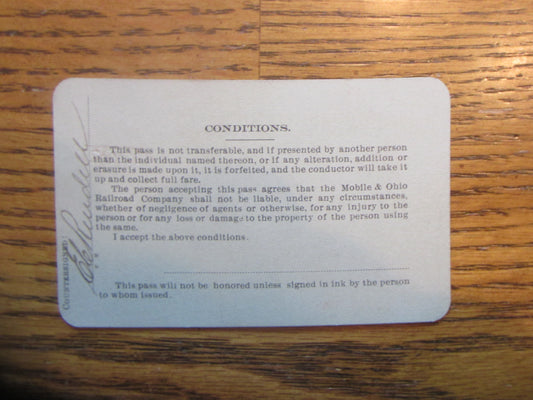 CONDITIONS.
This pass is not transferable, and if presented by another person
than the individual named thereon, or if any alteration, addition or
erasure is made upon it, it is forfeited, and the conductor will take it
up and collect full fare.
The person accepting this pass agrees that the Mobile & Ohio
Railroad Company shall not be liable, under any circumstances,
whether of negligence of agents or otherwise, for any injury to the
person or for any loss or damage to the property of the person using
the same.
I accept the above conditions.
This pass will not be honored unless signed in ink by the person
to whom issued.
COUNTERSIGNED: